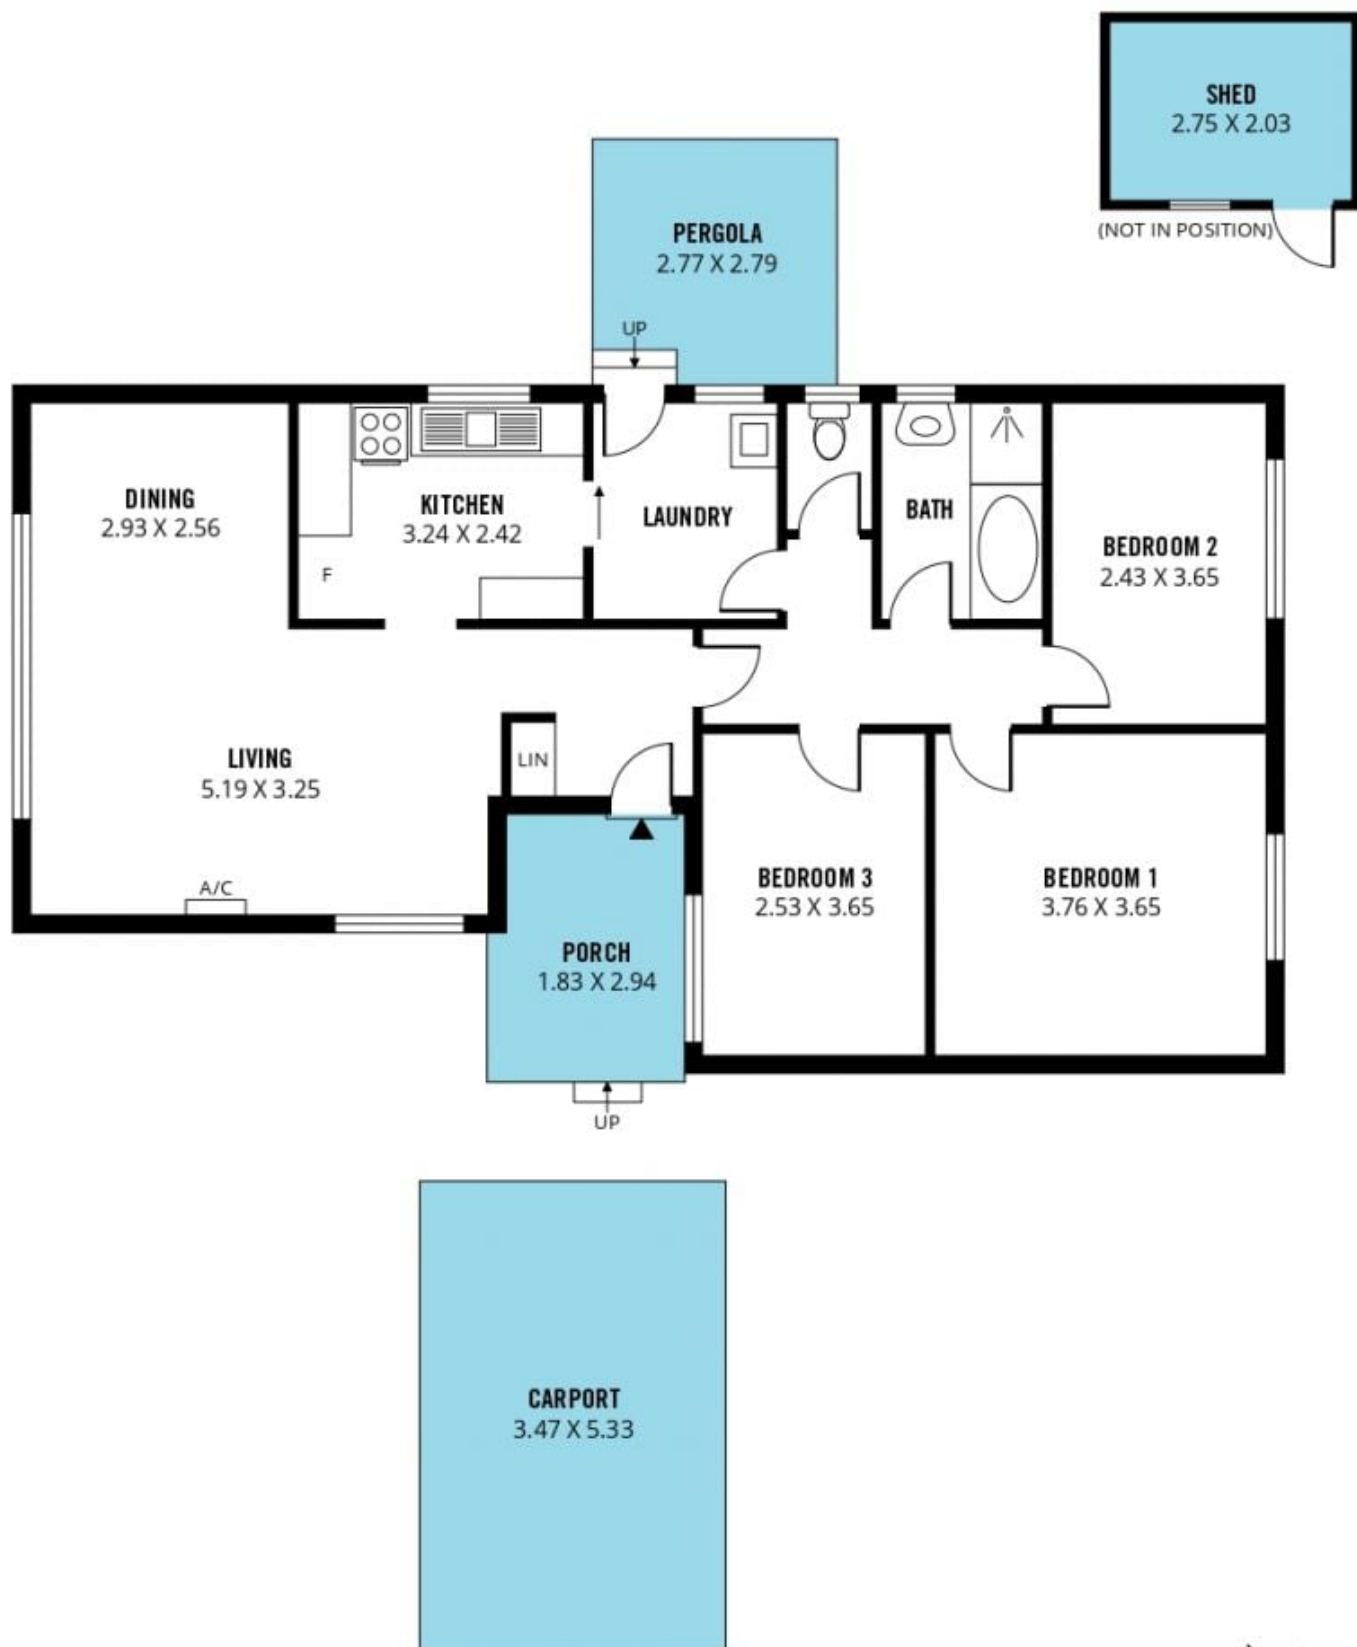 SHED
2.75 X 2.03
(NOT IN POSITION)
PERGOLA
2.77 X 2.79
UP
DINING
2.93 X 2.56
KITCHEN
3.24 X 2.42
F
LAUNDRY
BATH
BEDROOM 2
2.43 X 3.65
LIVING
5.19 X 3.25
LIN
A/C
BEDROOM 3
2.53 X 3.65
BEDROOM 1
3.76 X 3.65
PORCH
1.83 X 2.94
UP
CARPORT
3.47 X 5.33